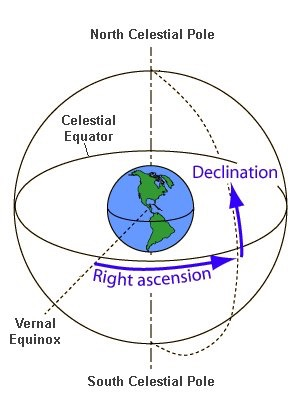 North Celestial Pole
Celestial
Equator
Declination
Right ascension
Vernal
Equinox
South Celestial Pole